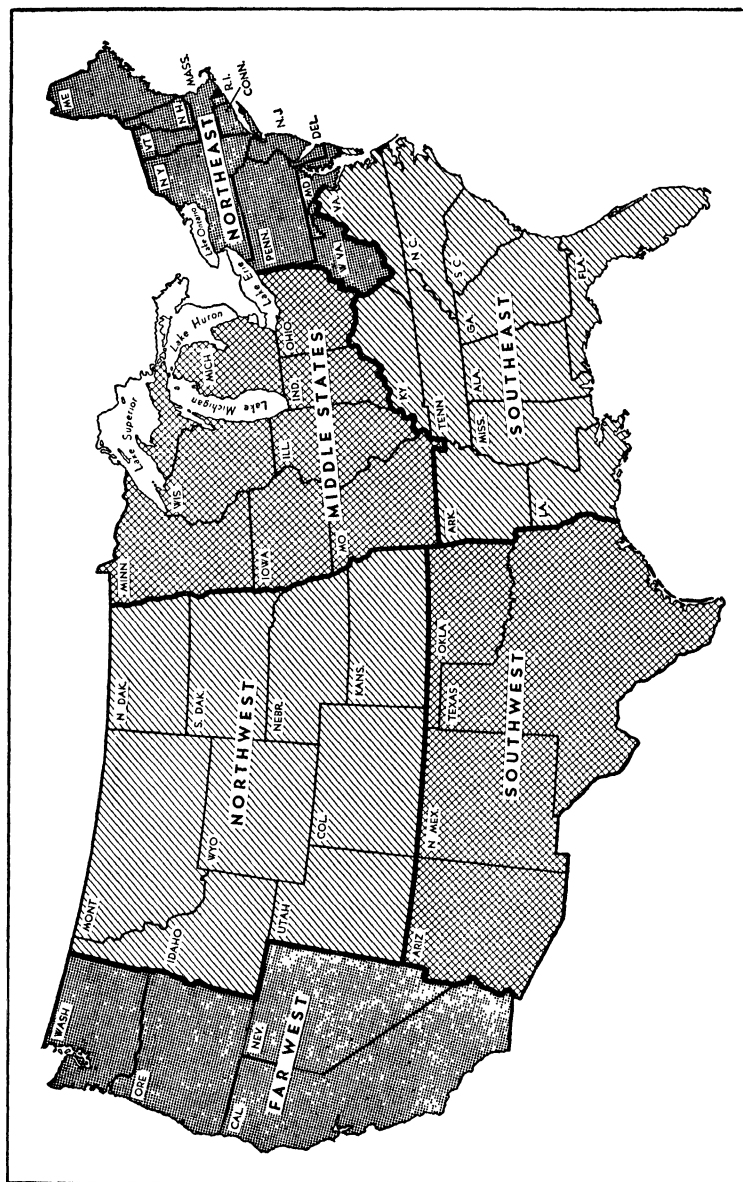 WASH
ORE
CAL.
NEV.
FAR WEST
MONT
IDAHO
WYO
UTAH
COL.
N. DAK.
S. DAK.
NEBR.
KANS.
NORTHWEST
ARIZ
N MEX.
TEXAS
OKLA
SOUTHWEST
MINN.
WIS
IOWA
MO
ILL.
IND.
OHIO
MICH
MIDDLE STATES
Lake Superior
Lake Michigan
Lake Huron
Lake Erie
Lake Ontario
ARK.
LA.
MISS.
ALA.
GA.
FLA.
TENN
KY.
S.C.
N.C.
VA.
SOUTHEAST
W.VA.
MD.
DEL.
PENN.
N.J
N.Y
CONN.
R.I.
MASS.
VT
N H.
ME
NORTHEAST